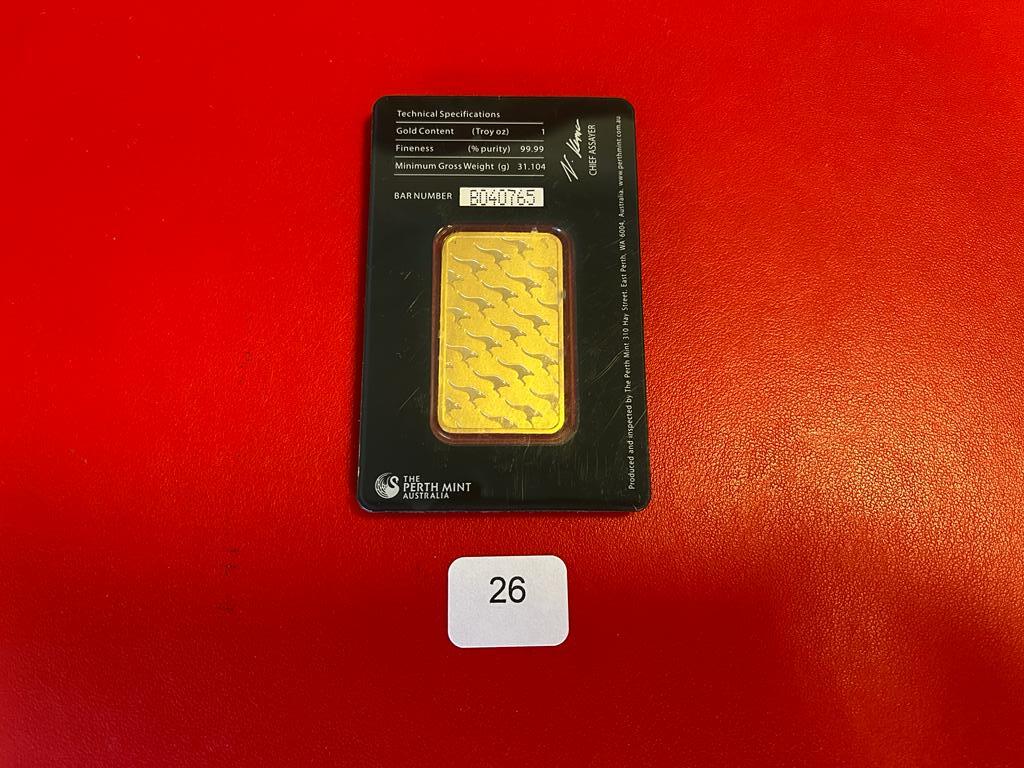 Technical Specifications
Gold Content (Troy oz) 1
Fineness (% purity) 99.99
Minimum Gross Weight (g) 31.104
BAR NUMBER B040765
CHIEF ASSAYER
Produced and inspected by The Perth Mint 310 Hay Street, East Perth, WA 6004, Australia. www.perthmint.com.au
THE
PERTH MINT
AUSTRALIA
26